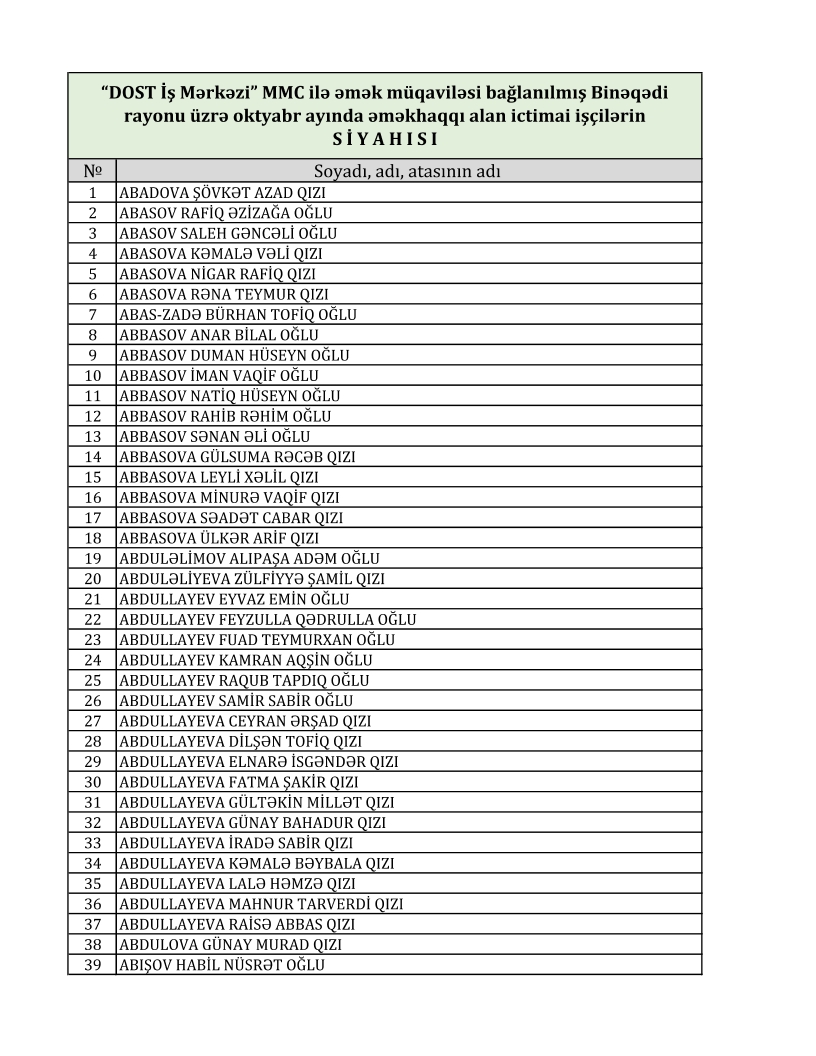 “DOST İş Mərkəzi” MMC ilə əmək müqaviləsi bağlanılmış Binəqədi
rayonu üzrə oktyabr ayında əməkhaqqı alan ictimai işçilərin
S İ Y A H I S I
№ Soyadı, adı, atasının adı
1 ABADOVA ŞÖVKƏT AZAD QIZI
2 ABASOV RAFİQ ƏZİZAĞA OĞLU
3 ABASOV SALEH GƏNCƏLİ OĞLU
4 ABASOVA KƏMALƏ VƏLİ QIZI
5 ABASOVA NİGAR RAFİQ QIZI
6 ABASOVA RƏNA TEYMUR QIZI
7 ABAS-ZADƏ BÜRHAN TOFİQ OĞLU
8 ABBASOV ANAR BİLAL OĞLU
9 ABBASOV DUMAN HÜSEYN OĞLU
10 ABBASOV İMAN VAQİF OĞLU
11 ABBASOV NATİQ HÜSEYN OĞLU
12 ABBASOV RAHİB RƏHİM OĞLU
13 ABBASOV SƏNAN ƏLİ OĞLU
14 ABBASOVA GÜLSUMA RƏCƏB QIZI
15 ABBASOVA LEYLİ XƏLİL QIZI
16 ABBASOVA MİNURƏ VAQİF QIZI
17 ABBASOVA SƏADƏT CABAR QIZI
18 ABBASOVA ÜLKƏR ARİF QIZI
19 ABDULƏLİMOV ALIPAŞA ADƏM OĞLU
20 ABDULƏLİYEVA ZÜLFİYYƏ ŞAMİL QIZI
21 ABDULLAYEV EYVAZ EMİN OĞLU
22 ABDULLAYEV FEYZULLA QƏDRULLA OĞLU
23 ABDULLAYEV FUAD TEYMURXAN OĞLU
24 ABDULLAYEV KAMRAN AQŞİN OĞLU
25 ABDULLAYEV RAQUB TAPDIQ OĞLU
26 ABDULLAYEV SAMİR SABİR OĞLU
27 ABDULLAYEVA CEYRAN ƏRŞAD QIZI
28 ABDULLAYEVA DİLŞƏN TOFİQ QIZI
29 ABDULLAYEVA ELNARƏ İSGƏNDƏR QIZI
30 ABDULLAYEVA FATMA ŞAKİR QIZI
31 ABDULLAYEVA GÜLTƏKİN MİLLƏT QIZI
32 ABDULLAYEVA GÜNAY BAHADUR QIZI
33 ABDULLAYEVA İRADƏ SABİR QIZI
34 ABDULLAYEVA KƏMALƏ BƏYBALA QIZI
35 ABDULLAYEVA LALƏ HƏMZƏ QIZI
36 ABDULLAYEVA MAHNUR TARVERDİ QIZI
37 ABDULLAYEVA RAİSƏ ABBAS QIZI
38 ABDULOVA GÜNAY MURAD QIZI
39 ABIŞOV HABİL NÜSRƏT OĞLU